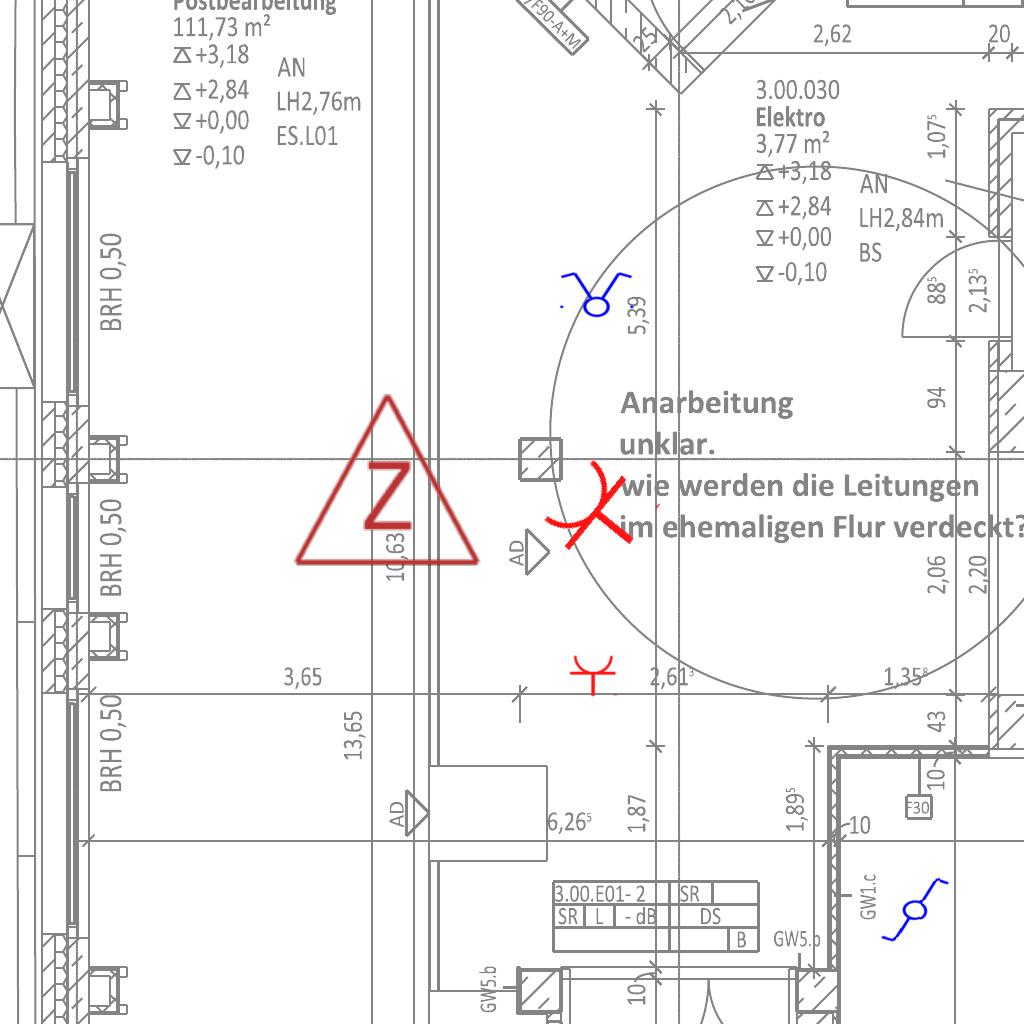 Postbearbeitung
111,73 m²
+3,18
+2,84
+0,00
-0,10
AN
LH2,76m
ES.L01
F90-A+M
25
2,62
20
3.00.030
Elektro
3,77 m²
+3,18
+2,84
+0,00
-0,10
AN
LH2,84m
BS
1,07⁵
88⁵
2,13⁵
94
BRH 0,50
5,39
Anarbeitung
unklar.
wie werden die Leitungen
im ehemaligen Flur verdeckt?
Z
10,63
AD
BRH 0,50
2,06
2,20
3,65
2,61³
1,35⁸
BRH 0,50
13,65
43
10
F30
AD
6,26⁵
1,87
1,89⁵
10
GW1.c
3.00.E01- 2
SR
SR
L
- dB
DS
B
GW5.b
GW5.b
10